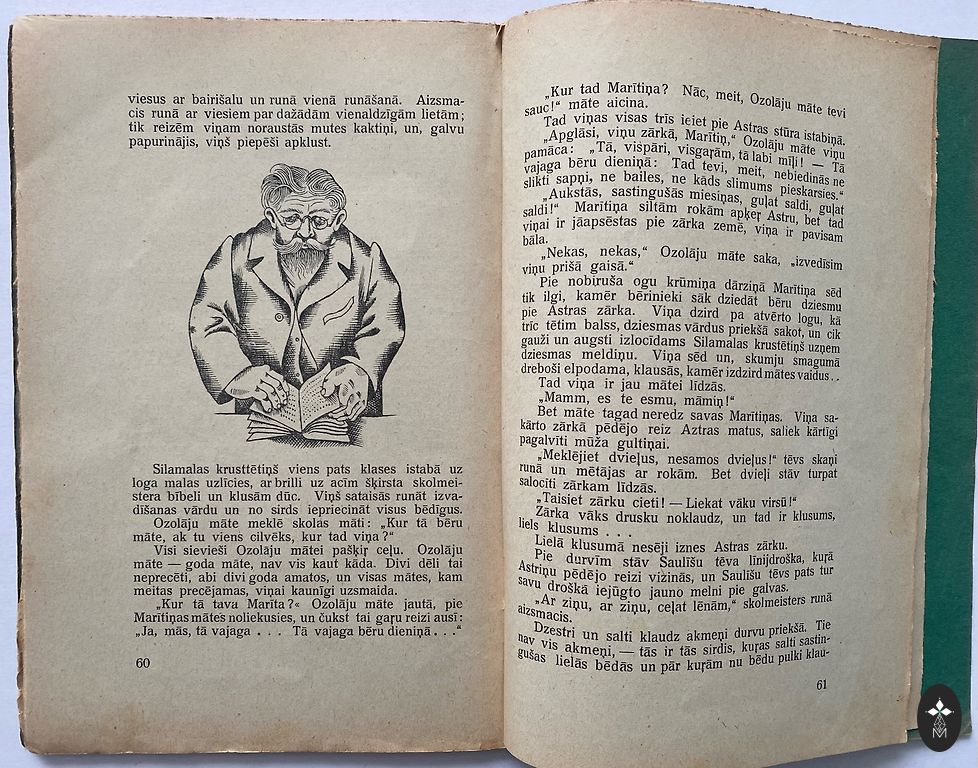 viesus ar bairišalu un runā vienā runāšanā. Aizsma-
cis runā ar viesiem par dažādām vienaldzīgām lietām;
tik reizēm viņam noraustās mutes kaktiņi, un, galvu
papurinājis, viņš piepēši apklust.
Silamalas krusttētiņš viens pats klases istabā uz
loga malas uzlīcies, ar brilli uz acīm šķirsta skolmei-
stera bībeli un klusām dūc. Viņš sataisās runāt izva-
dīšanas vārdu un no sirds iepriecināt visus bēdīgus.
Ozolāju māte meklē skolas māti: „Kur tā bēru
māte, ak tu viens cilvēks, kur tad viņa?“
Visi sievieši Ozolāju mātei pašķiŗ ceļu. Ozolāju
māte — goda māte, nav vis kaut kāda. Divi dēli tai
neprecēti, abi divi goda amatos, un visas mātes, kam
meitas precējamas, viņai kaunīgi uzsmaida.
„Kur tā tava Marīta?« Ozolāju māte jautā, pie
Marītiņas mātes noliekusies, un čukst tai gaŗu reizi ausī:
„Ja, mās, tā vajaga . . . Tā vajaga bēru dieniņā . . .“
60
„Kur tad Marītiņa? Nāc, meit, Ozolāju māte tevi
sauc!“ māte aicina.
Tad viņas visas trīs ieiet pie Astras stūra istabiņā.
„Apglāsi, viņu zārkā, Marītiņ,“ Ozolāju māte viņu
pamāca: „Tā, vispāri, visgaŗām, tā labi mīļi! — Tā
vajaga bēru dieniņā: Tad tevi, meit, nebiedinās ne
slikti sapņi, ne bailes, ne kāds slimums pieskarsies.“
„Aukstās, sastingušās miesiņas, guļat saldi, guļat
saldi!“ Marītiņa siltām rokām apķeŗ Astru, bet tad
viņai ir jāapsēstas pie zārka zemē, viņa ir pavisam
bāla.
„Nekas, nekas,“ Ozolāju māte saka, „izvedīsim
viņu prišā gaisā.“
Pie nobiŗuša ogu krūmiņa dārziņā Marītiņa sēd
tik ilgi, kamēr bērinieki sāk dziedāt bēru dziesmu
pie Astras zārka. Viņa dzird pa atvērto logu, kā
trīc tētim balss, dziesmas vārdus priekšā sakot, un cik
gauži un augsti izlocīdams Silamalas krustētiņš uzņem
dziesmas meldiņu. Viņa sēd un, skumju smagumā
dreboši elpodama, klausās, kamēr izdzird mātes vaidus..
Tad viņa ir jau mātei līdzās.
„Mamm, es te esmu, māmiņ!“
Bet māte tagad neredz savas Marītiņas. Viņa sa-
kārto zārkā pēdējo reiz Aztras matus, saliek kārtīgi
pagalvīti mūža gultiņai.
„Meklējiet dvieļus, nesamos dvieļus!“ tēvs skaņi
runā un mētājas ar rokām. Bet dvieļi stāv turpat
salocīti zārkam līdzās.
„Taisiet zārku cieti! — Liekat vāku virsū!“
Zārka vāks drusku noklaudz, un tad ir klusums,
liels klusums . . .
Lielā klusumā nesēji iznes Astras zārku.
Pie durvīm stāv Saulīšu tēva līnijdroška, kuŗā
Astriņu pēdējo reizi vizinās, un Saulīšu tēvs pats tur
savu droškā iejūgto jauno melni pie galvas.
„Ar ziņu, ar ziņu, ceļat lēnām,“ skolmeisters runā
aizsmacis.
Dzestri un salti klaudz akmeņi durvu priekšā. Tie
nav vis akmeņi, — tās ir tās sirdis, kuŗas salti sastin-
gušas lielās bēdās un pār kuŗām nu bēdu pulki klau-
61